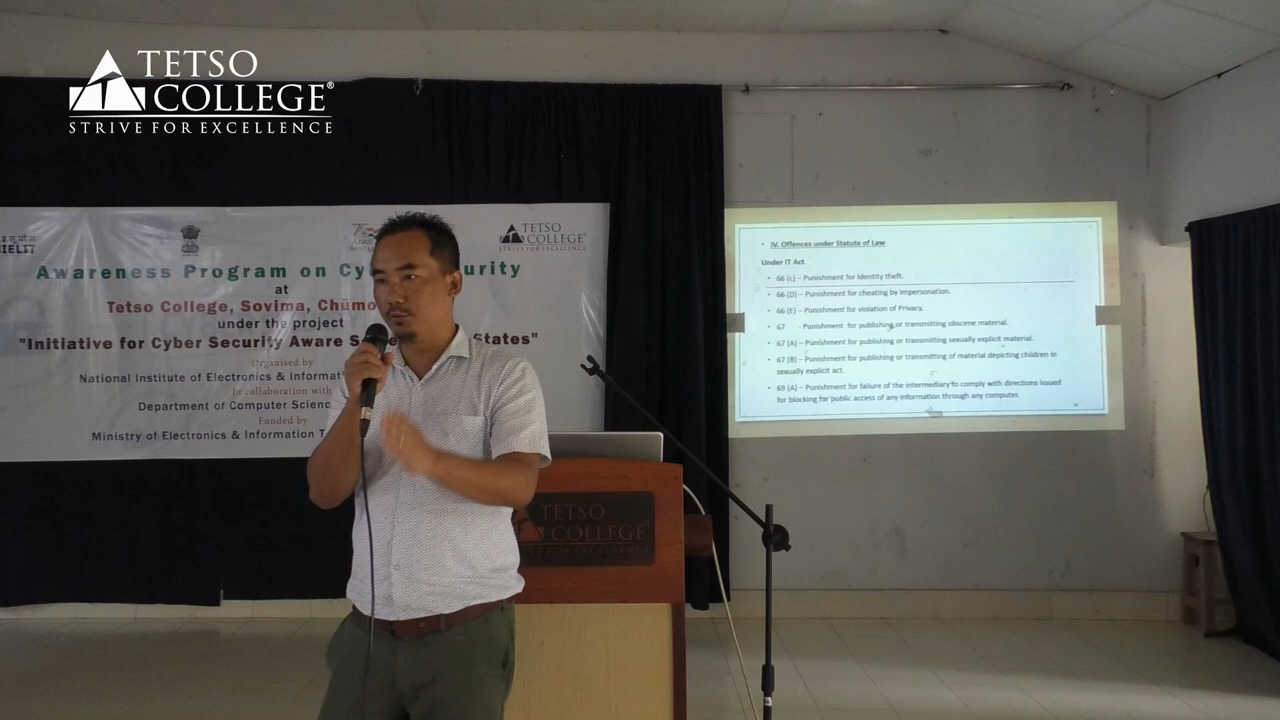 TETSO
COLLEGE®
STRIVE FOR EXCELLENCE
NIELIT
TETSO
COLLEGE
STRIVE FOR EXCELLENCE
Awareness Program on Cy urity
at
Tetso College, Sovima, Chümo
under the project
"Initiative for Cyber Security Aware S States"
Organised by
National Institute of Electronics & Informat
In collaboration with
Department of Computer Scienc
Funded by
Ministry of Electronics & Information T
• IV. Offences under Statute of Law
Under IT Act
• 66 (c) – Punishment for Identity theft.
• 66 (D) – Punishment for cheating by Impersonation.
• 66 (E) – Punishment for violation of Privacy.
• 67 - Punishment for publishing or transmitting obscene material.
• 67 (A) – Punishment for publishing or transmitting sexually explicit material.
• 67 (B) – Punishment for publishing or transmitting of material depicting children in
sexually explicit act.
• 69 (A) – Punishment for failure of the intermediary to comply with directions issued
for blocking for public access of any information through any computer.
TETSO
COLLEGE
FOR EXCELLENCE